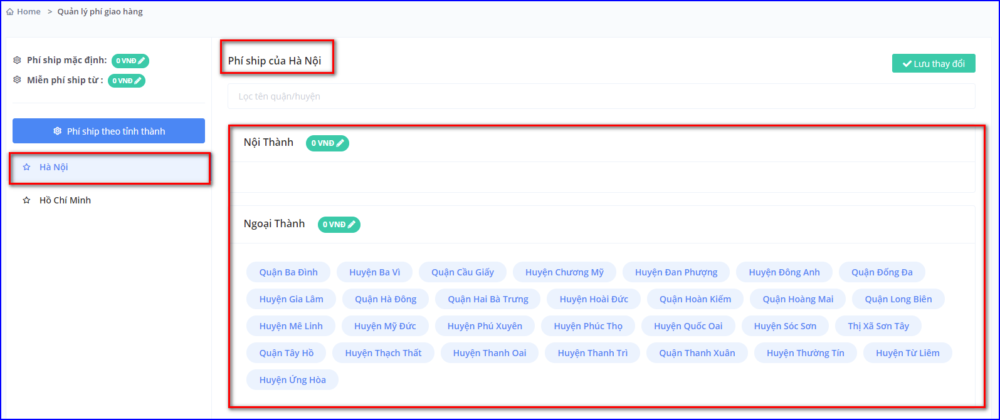 Home > Quản lý phí giao hàng
Phí ship mặc định: 0 VNĐ
Miễn phí ship từ : 0 VNĐ
Phí ship theo tỉnh thành
Hà Nội
Hồ Chí Minh
Phí ship của Hà Nội
Lưu thay đổi
Lọc tên quận/huyện
Nội Thành 0 VNĐ
Ngoại Thành 0 VNĐ
Quận Ba Đình Huyện Ba Vì Quận Cầu Giấy Huyện Chương Mỹ Huyện Đan Phượng Huyện Đông Anh Quận Đống Đa
Huyện Gia Lâm Quận Hà Đông Quận Hai Bà Trưng Huyện Hoài Đức Quận Hoàn Kiếm Quận Hoàng Mai Quận Long Biên
Huyện Mê Linh Huyện Mỹ Đức Huyện Phú Xuyên Huyện Phúc Thọ Huyện Quốc Oai Huyện Sóc Sơn Thị Xã Sơn Tây
Quận Tây Hồ Huyện Thạch Thất Huyện Thanh Oai Huyện Thanh Trì Quận Thanh Xuân Huyện Thường Tín Huyện Từ Liêm
Huyện Ứng Hòa